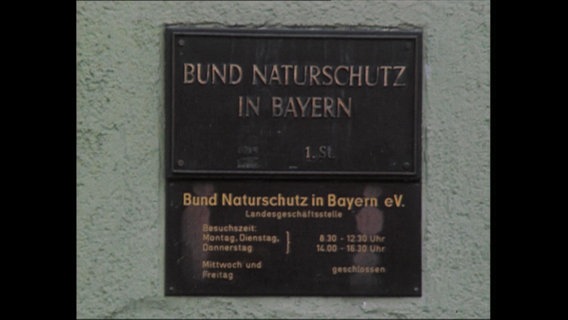 BUND NATURSCHUTZ
IN BAYERN
1. St.
Bund Naturschutz in Bayern eV.
Landesgeschäftsstelle
Besuchszeit:
Montag, Dienstag, 8.30 - 12.30 Uhr
Donnerstag 14.00 - 16.30 Uhr
Mittwoch und geschlossen
Freitag